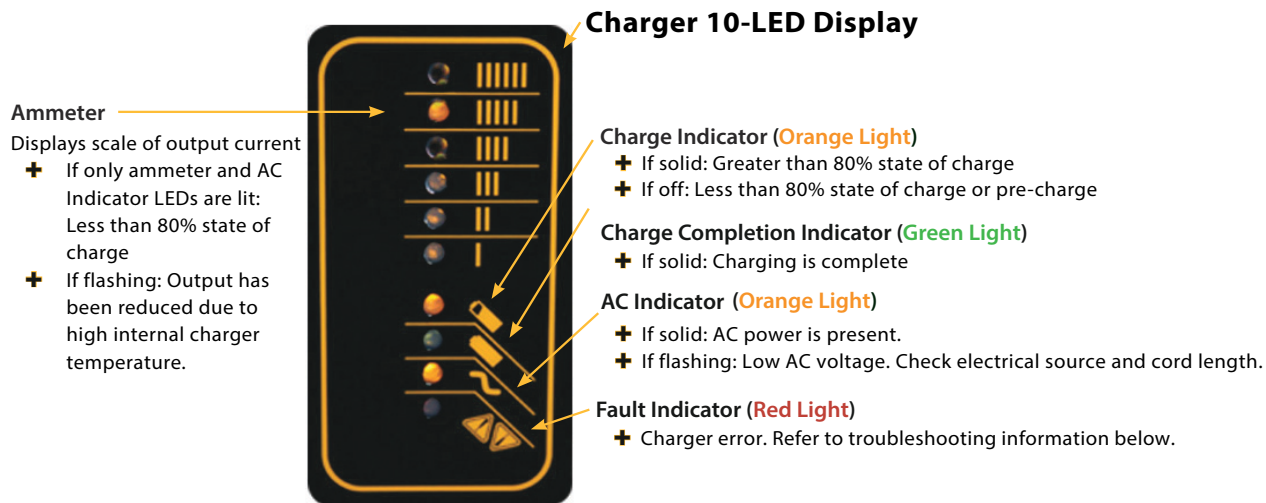 Charger 10-LED Display
Ammeter
Displays scale of output current
+ If only ammeter and AC
Indicator LEDs are lit:
Less than 80% state of
charge
+ If flashing: Output has
been reduced due to
high internal charger
temperature.
Charge Indicator (Orange Light)
+ If solid: Greater than 80% state of charge
+ If off: Less than 80% state of charge or pre-charge
Charge Completion Indicator (Green Light)
+ If solid: Charging is complete
AC Indicator (Orange Light)
+ If solid: AC power is present.
+ If flashing: Low AC voltage. Check electrical source and cord length.
Fault Indicator (Red Light)
+ Charger error. Refer to troubleshooting information below.